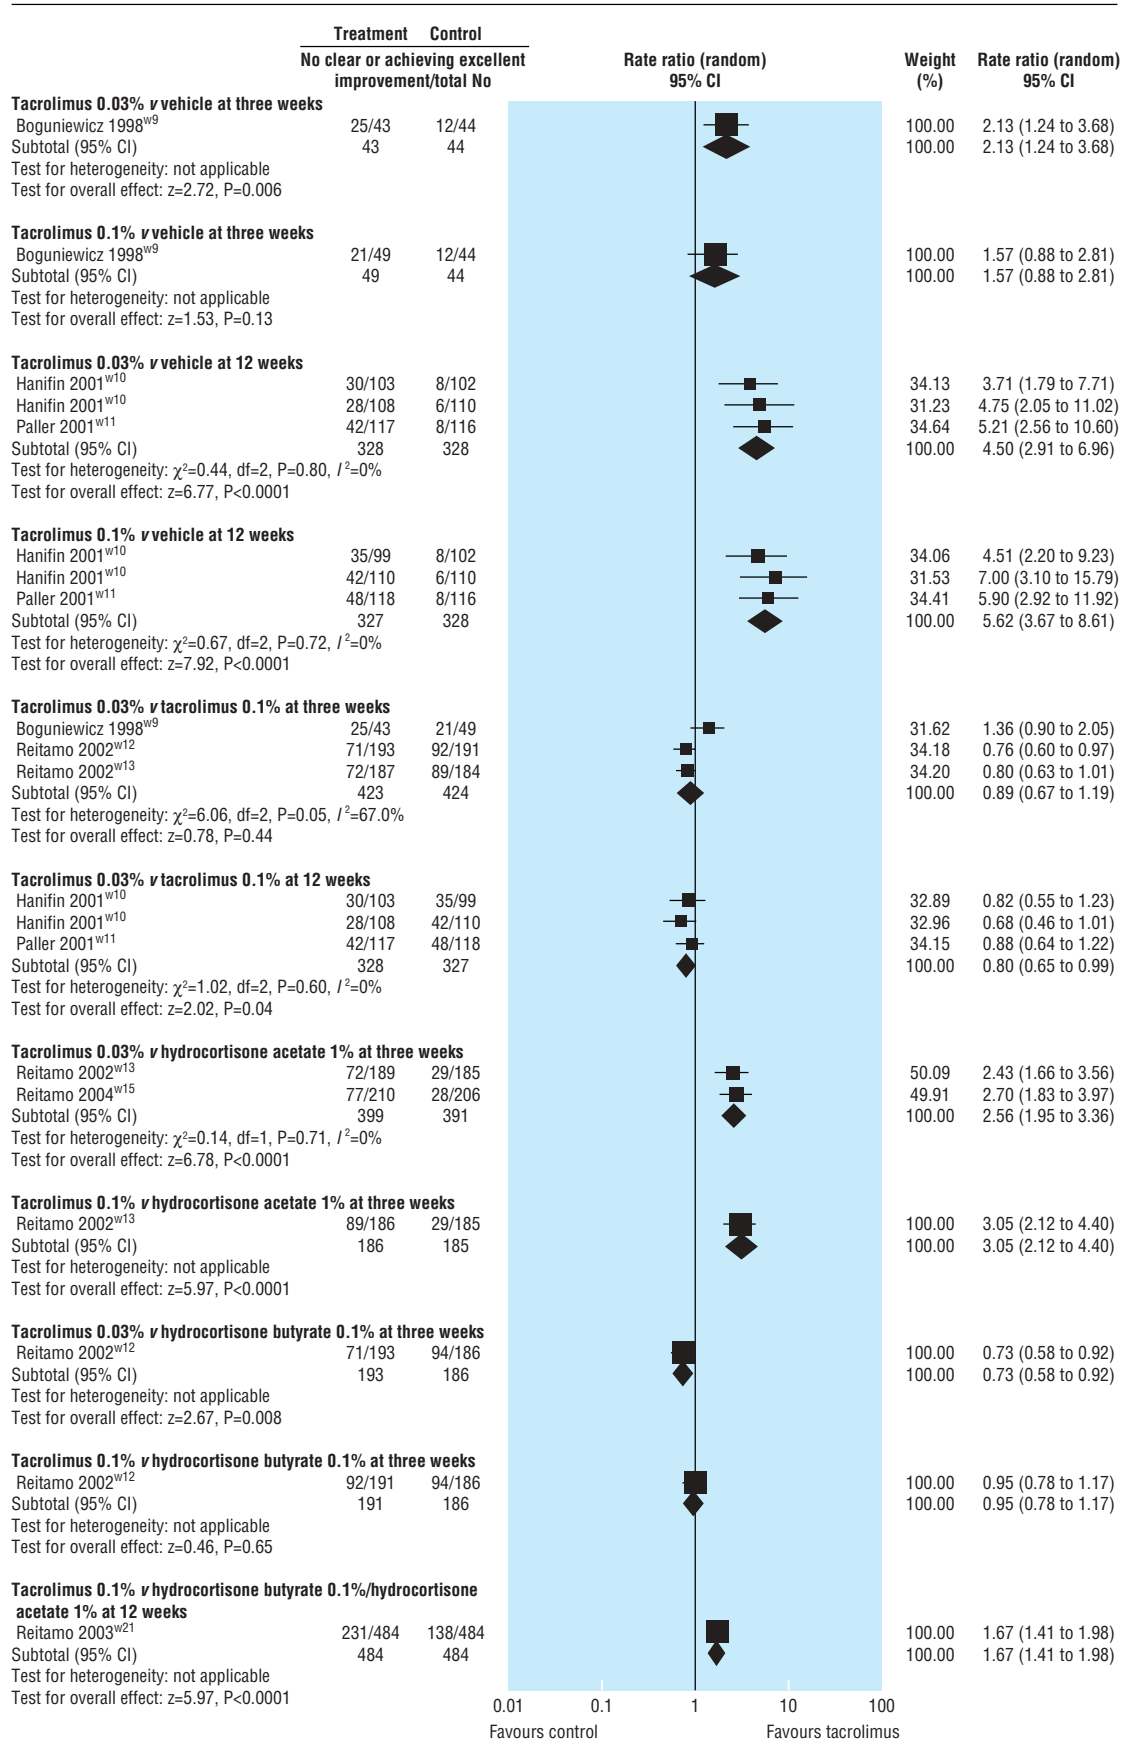 Treatment Control
No clear or achieving excellent Rate ratio (random) Weight Rate ratio (random)
improvement/total No 95% CI (%) 95% CI
Tacrolimus 0.03% v vehicle at three weeks
Boguniewicz 1998w9 25/43 12/44 100.00 2.13 (1.24 to 3.68)
Subtotal (95% CI) 43 44 100.00 2.13 (1.24 to 3.68)
Test for heterogeneity: not applicable
Test for overall effect: z=2.72, P=0.006
Tacrolimus 0.1% v vehicle at three weeks
Boguniewicz 1998w9 21/49 12/44 100.00 1.57 (0.88 to 2.81)
Subtotal (95% CI) 49 44 100.00 1.57 (0.88 to 2.81)
Test for heterogeneity: not applicable
Test for overall effect: z=1.53, P=0.13
Tacrolimus 0.03% v vehicle at 12 weeks
Hanifin 2001w10 30/103 8/102 34.13 3.71 (1.79 to 7.71)
Hanifin 2001w10 28/108 6/110 31.23 4.75 (2.05 to 11.02)
Paller 2001w11 42/117 8/116 34.64 5.21 (2.56 to 10.60)
Subtotal (95% CI) 328 328 100.00 4.50 (2.91 to 6.96)
Test for heterogeneity: χ²=0.44, df=2, P=0.80, I²=0%
Test for overall effect: z=6.77, P<0.0001
Tacrolimus 0.1% v vehicle at 12 weeks
Hanifin 2001w10 35/99 8/102 34.06 4.51 (2.20 to 9.23)
Hanifin 2001w10 42/110 6/110 31.53 7.00 (3.10 to 15.79)
Paller 2001w11 48/118 8/116 34.41 5.90 (2.92 to 11.92)
Subtotal (95% CI) 327 328 100.00 5.62 (3.67 to 8.61)
Test for heterogeneity: χ²=0.67, df=2, P=0.72, I²=0%
Test for overall effect: z=7.92, P<0.0001
Tacrolimus 0.03% v tacrolimus 0.1% at three weeks
Boguniewicz 1998w9 25/43 21/49 31.62 1.36 (0.90 to 2.05)
Reitamo 2002w12 71/193 92/191 34.18 0.76 (0.60 to 0.97)
Reitamo 2002w13 72/187 89/184 34.20 0.80 (0.63 to 1.01)
Subtotal (95% CI) 423 424 100.00 0.89 (0.67 to 1.19)
Test for heterogeneity: χ²=6.06, df=2, P=0.05, I²=67.0%
Test for overall effect: z=0.78, P=0.44
Tacrolimus 0.03% v tacrolimus 0.1% at 12 weeks
Hanifin 2001w10 30/103 35/99 32.89 0.82 (0.55 to 1.23)
Hanifin 2001w10 28/108 42/110 32.96 0.68 (0.46 to 1.01)
Paller 2001w11 42/117 48/118 34.15 0.88 (0.64 to 1.22)
Subtotal (95% CI) 328 327 100.00 0.80 (0.65 to 0.99)
Test for heterogeneity: χ²=1.02, df=2, P=0.60, I²=0%
Test for overall effect: z=2.02, P=0.04
Tacrolimus 0.03% v hydrocortisone acetate 1% at three weeks
Reitamo 2002w13 72/189 29/185 50.09 2.43 (1.66 to 3.56)
Reitamo 2004w15 77/210 28/206 49.91 2.70 (1.83 to 3.97)
Subtotal (95% CI) 399 391 100.00 2.56 (1.95 to 3.36)
Test for heterogeneity: χ²=0.14, df=1, P=0.71, I²=0%
Test for overall effect: z=6.78, P<0.0001
Tacrolimus 0.1% v hydrocortisone acetate 1% at three weeks
Reitamo 2002w13 89/186 29/185 100.00 3.05 (2.12 to 4.40)
Subtotal (95% CI) 186 185 100.00 3.05 (2.12 to 4.40)
Test for heterogeneity: not applicable
Test for overall effect: z=5.97, P<0.0001
Tacrolimus 0.03% v hydrocortisone butyrate 0.1% at three weeks
Reitamo 2002w12 71/193 94/186 100.00 0.73 (0.58 to 0.92)
Subtotal (95% CI) 193 186 100.00 0.73 (0.58 to 0.92)
Test for heterogeneity: not applicable
Test for overall effect: z=2.67, P=0.008
Tacrolimus 0.1% v hydrocortisone butyrate 0.1% at three weeks
Reitamo 2002w12 92/191 94/186 100.00 0.95 (0.78 to 1.17)
Subtotal (95% CI) 191 186 100.00 0.95 (0.78 to 1.17)
Test for heterogeneity: not applicable
Test for overall effect: z=0.46, P=0.65
Tacrolimus 0.1% v hydrocortisone butyrate 0.1%/hydrocortisone
acetate 1% at 12 weeks
Reitamo 2003w21 231/484 138/484 100.00 1.67 (1.41 to 1.98)
Subtotal (95% CI) 484 484 100.00 1.67 (1.41 to 1.98)
Test for heterogeneity: not applicable
Test for overall effect: z=5.97, P<0.0001
0.01 0.1 1 10 100
Favours control Favours tacrolimus